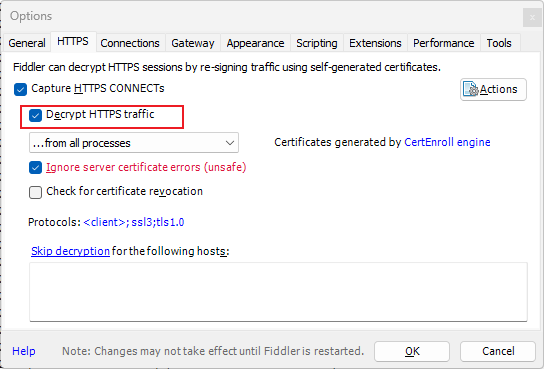 Options
x
General HTTPS Connections Gateway Appearance Scripting Extensions Performance Tools
Fiddler can decrypt HTTPS sessions by re-signing traffic using self-generated certificates.
Capture HTTPS CONNECTs
Actions
Decrypt HTTPS traffic
...from all processes
Certificates generated by CertEnroll engine
Ignore server certificate errors (unsafe)
Check for certificate revocation
Protocols: <client>;ssl3;tls1.0
Skip decryption for the following hosts:
Help Note: Changes may not take effect until Fiddler is restarted. OK Cancel